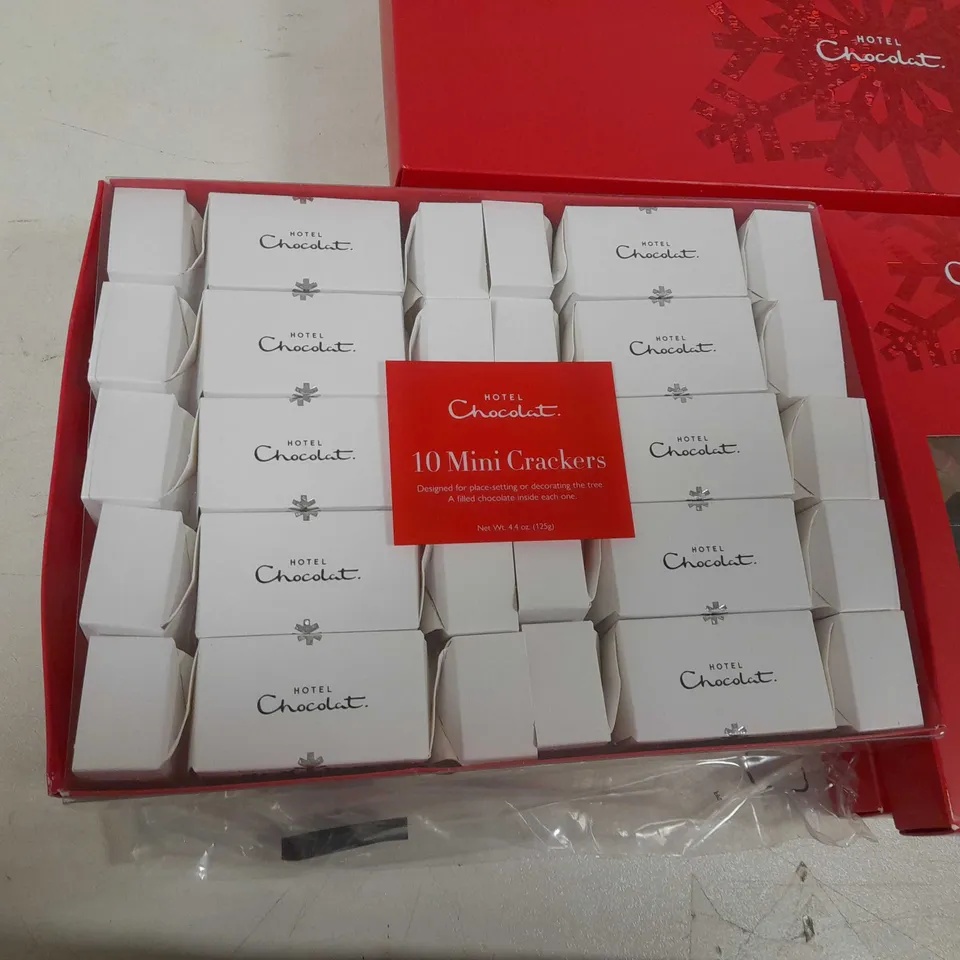 HOTEL
Chocolat.
HOTEL
Chocolat.
HOTEL
Chocolat.
HOTEL
Chocolat.
HOTEL
Chocolat.
HOTEL
Chocolat.
HOTEL
Chocolat.
10 Mini Crackers
Designed for place-setting or decorating the tree
A filled chocolate inside each one.
Net Wt. 4.4 oz. (125g)
HOTEL
Chocolat.
HOTEL
Chocolat.
HOTEL
Chocolat.
HOTEL
Chocolat.
HOTEL
Chocolat.